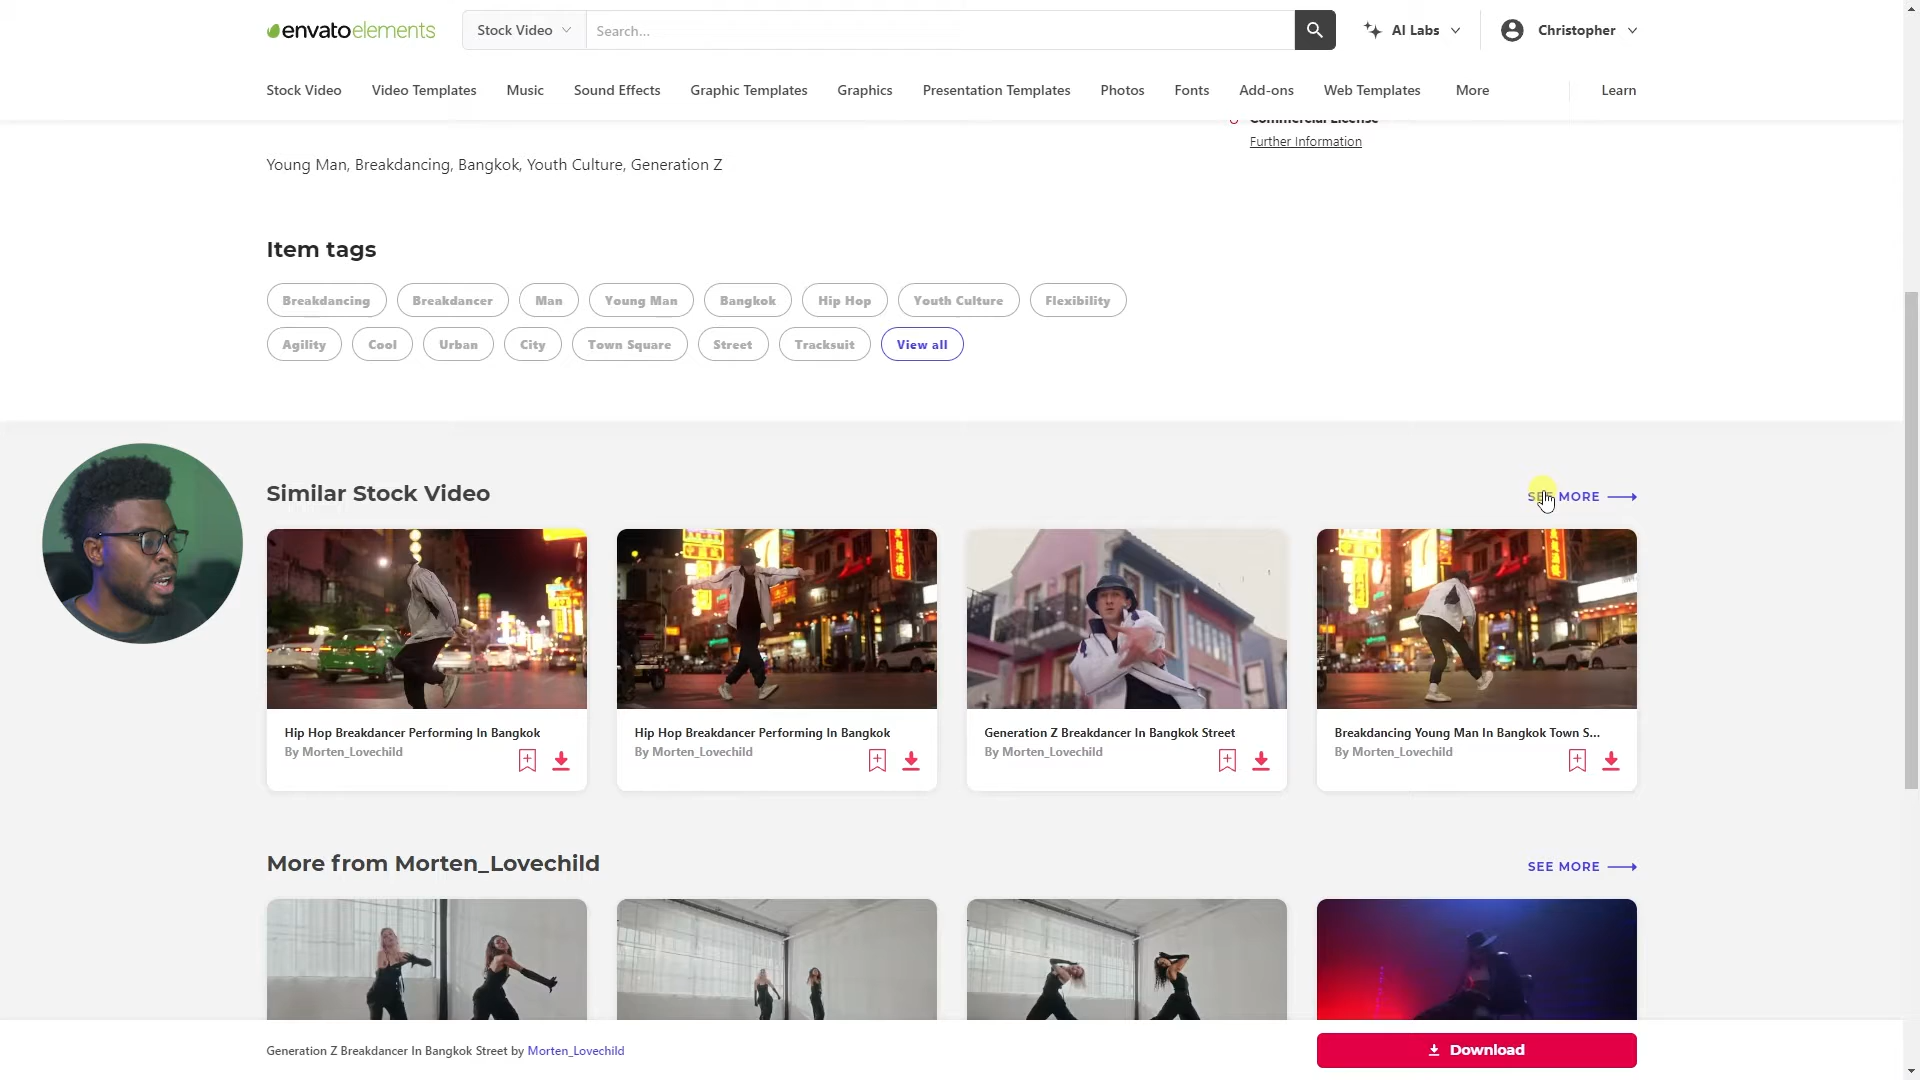 envatoelements
Stock Video
Search...
AI Labs
Christopher
Stock Video
Video Templates
Music
Sound Effects
Graphic Templates
Graphics
Presentation Templates
Photos
Fonts
Add-ons
Web Templates
More
Learn
Commercial License
Further Information
Young Man, Breakdancing, Bangkok, Youth Culture, Generation Z
Item tags
Breakdancing
Breakdancer
Man
Young Man
Bangkok
Hip Hop
Youth Culture
Flexibility
Agility
Cool
Urban
City
Town Square
Street
Tracksuit
View all
Similar Stock Video
SEE MORE
Hip Hop Breakdancer Performing In Bangkok
By Morten_Lovechild
Hip Hop Breakdancer Performing In Bangkok
By Morten_Lovechild
Generation Z Breakdancer In Bangkok Street
By Morten_Lovechild
Breakdancing Young Man In Bangkok Town S...
By Morten_Lovechild
More from Morten_Lovechild
SEE MORE
Generation Z Breakdancer In Bangkok Street by Morten_Lovechild
Download